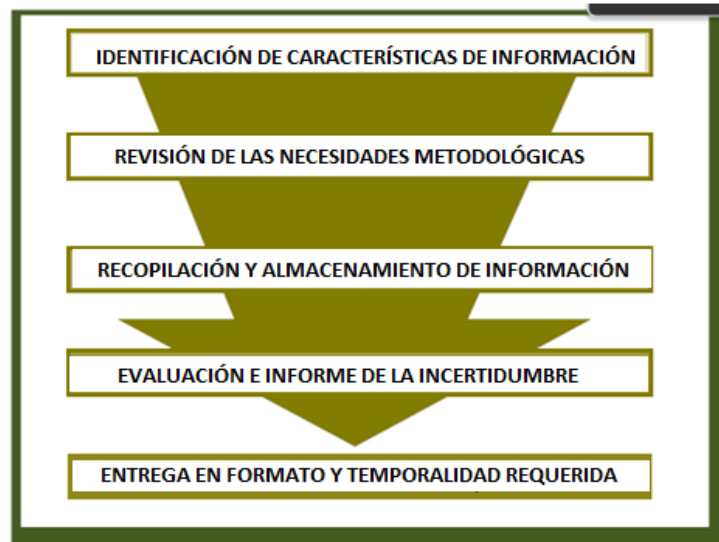 IDENTIFICACIÓN DE CARACTERÍSTICAS DE INFORMACIÓN
REVISIÓN DE LAS NECESIDADES METODOLÓGICAS
RECOPILACIÓN Y ALMACENAMIENTO DE INFORMACIÓN
EVALUACIÓN E INFORME DE LA INCERTIDUMBRE
ENTREGA EN FORMATO Y TEMPORALIDAD REQUERIDA